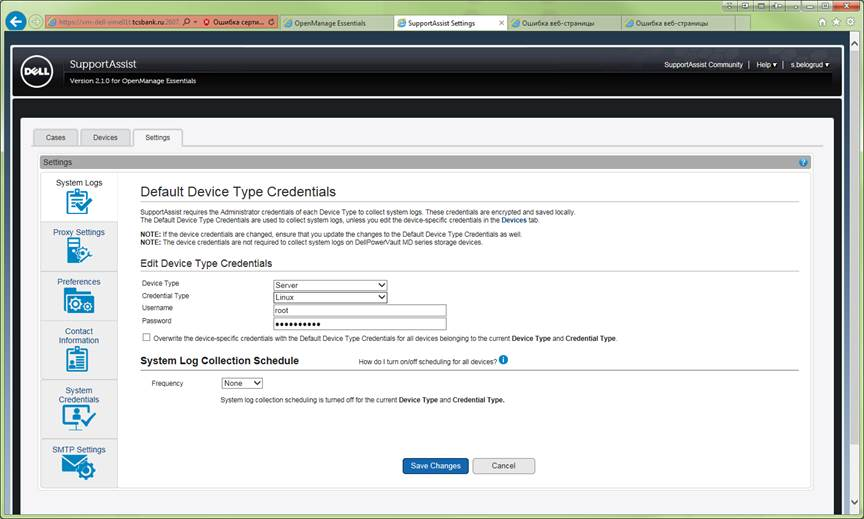 https://vm-dell-vime01t.tcsbank.ru:2607
Ошибка серти...
OpenManage Essentials
SupportAssist Settings
Ошибка веб-страницы
Ошибка веб-страницы
DELL
SupportAssist
Version 2.1.0 for OpenManage Essentials
SupportAssist Community | Help | s.belogrud
Cases
Devices
Settings
Settings
System Logs
Proxy Settings
Preferences
Contact
Information
System
Credentials
SMTP Settings
Default Device Type Credentials
SupportAssist requires the Administrator credentials of each Device Type to collect system logs. These credentials are encrypted and saved locally.
The Default Device Type Credentials are used to collect system logs, unless you edit the device-specific credentials in the Devices tab.
NOTE: If the device credentials are changed, ensure that you update the changes to the Default Device Type Credentials as well.
NOTE: The device credentials are not required to collect system logs on DellPowerVault MD series storage devices.
Edit Device Type Credentials
Device Type
Server
Credential Type
Linux
Username
root
Password
••••••••••
Overwrite the device-specific credentials with the Default Device Type Credentials for all devices belonging to the current Device Type and Credential Type.
System Log Collection Schedule
How do I turn on/off scheduling for all devices?
Frequency
None
System log collection scheduling is turned off for the current Device Type and Credential Type.
Save Changes
Cancel